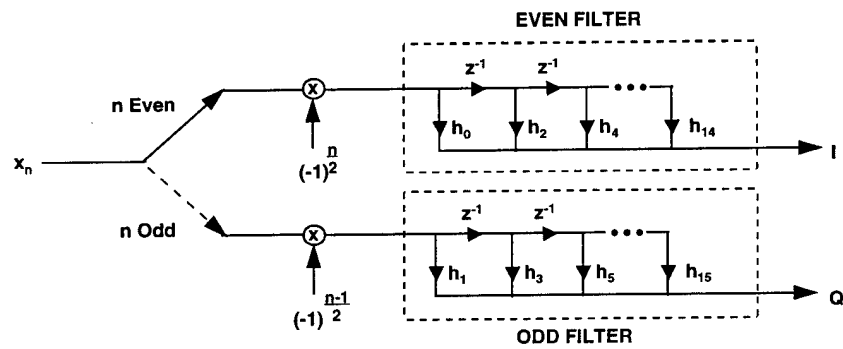 EVEN FILTER
z⁻¹ z⁻¹
n Even
h₀ h₂ h₄ h₁₄
xₙ
(-1)^(n/2)
I
z⁻¹ z⁻¹
n Odd
h₁ h₃ h₅ h₁₅
(-1)^((n-1)/2)
Q
ODD FILTER